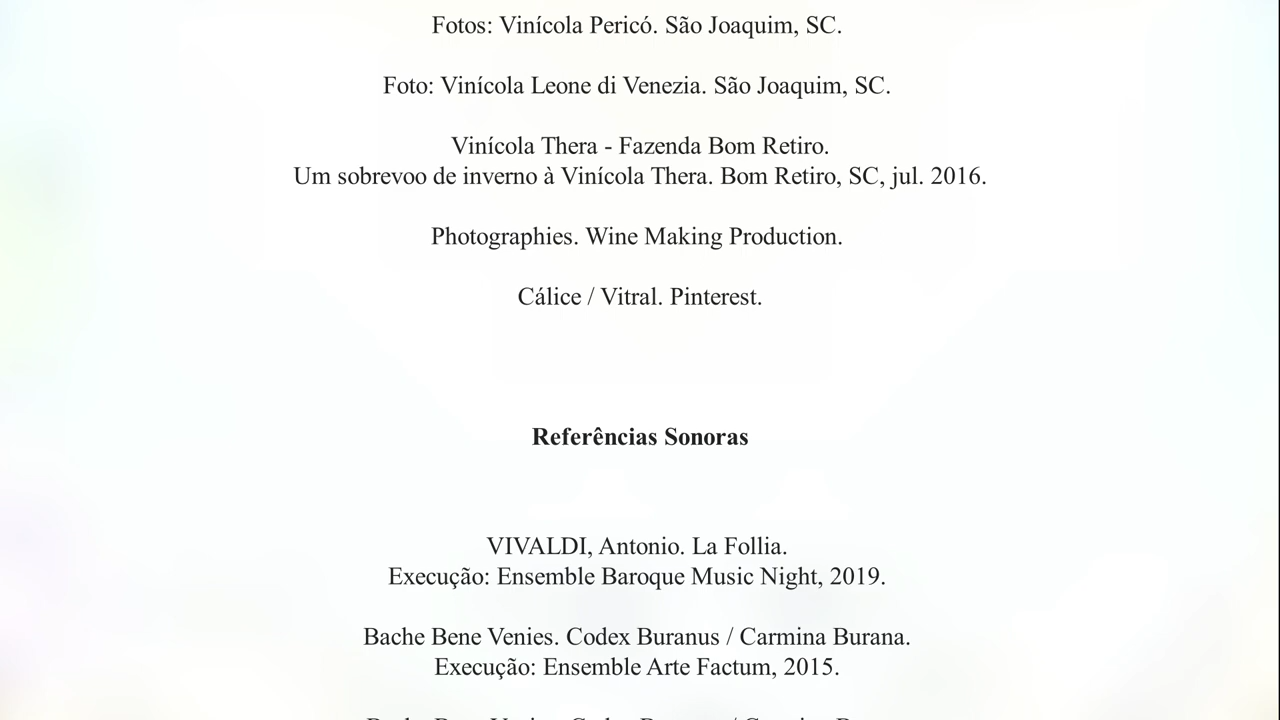 Fotos: Vinícola Pericó. São Joaquim, SC.
Foto: Vinícola Leone di Venezia. São Joaquim, SC.
Vinícola Thera - Fazenda Bom Retiro.
Um sobrevoo de inverno à Vinícola Thera. Bom Retiro, SC, jul. 2016.
Photographies. Wine Making Production.
Cálice / Vitral. Pinterest.
Referências Sonoras
VIVALDI, Antonio. La Follia.
Execução: Ensemble Baroque Music Night, 2019.
Bache Bene Venies. Codex Buranus / Carmina Burana.
Execução: Ensemble Arte Factum, 2015.